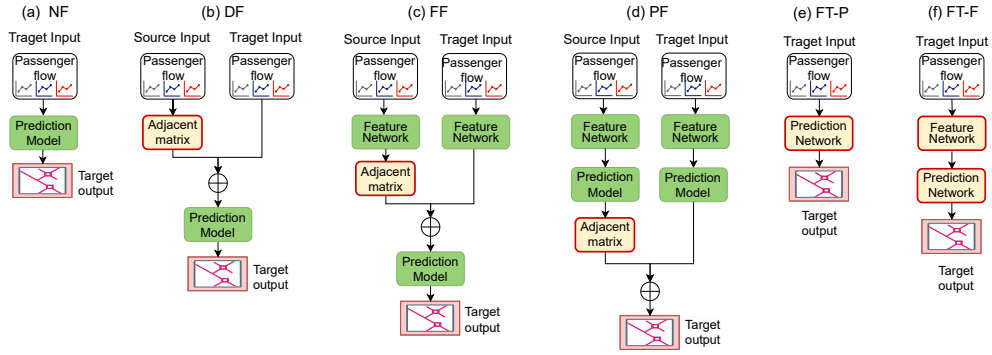 (a) NF
Traget Input
Passenger
flow
Prediction
Model
Target
output
(b) DF
Source Input
Traget Input
Passenger
flow
Passenger
flow
Adjacent
matrix
Prediction
Model
Target
output
(c) FF
Source Input
Traget Input
Passenger
flow
Passenger
flow
Feature
Network
Feature
Network
Adjacent
matrix
Prediction
Model
Target
output
(d) PF
Source Input
Traget Input
Passenger
flow
Passenger
flow
Feature
Network
Feature
Network
Prediction
Model
Prediction
Model
Adjacent
matrix
Target
output
(e) FT-P
Traget Input
Passenger
flow
Prediction
Network
Target
output
(f) FT-F
Traget Input
Passenger
flow
Feature
Network
Prediction
Network
Target
output